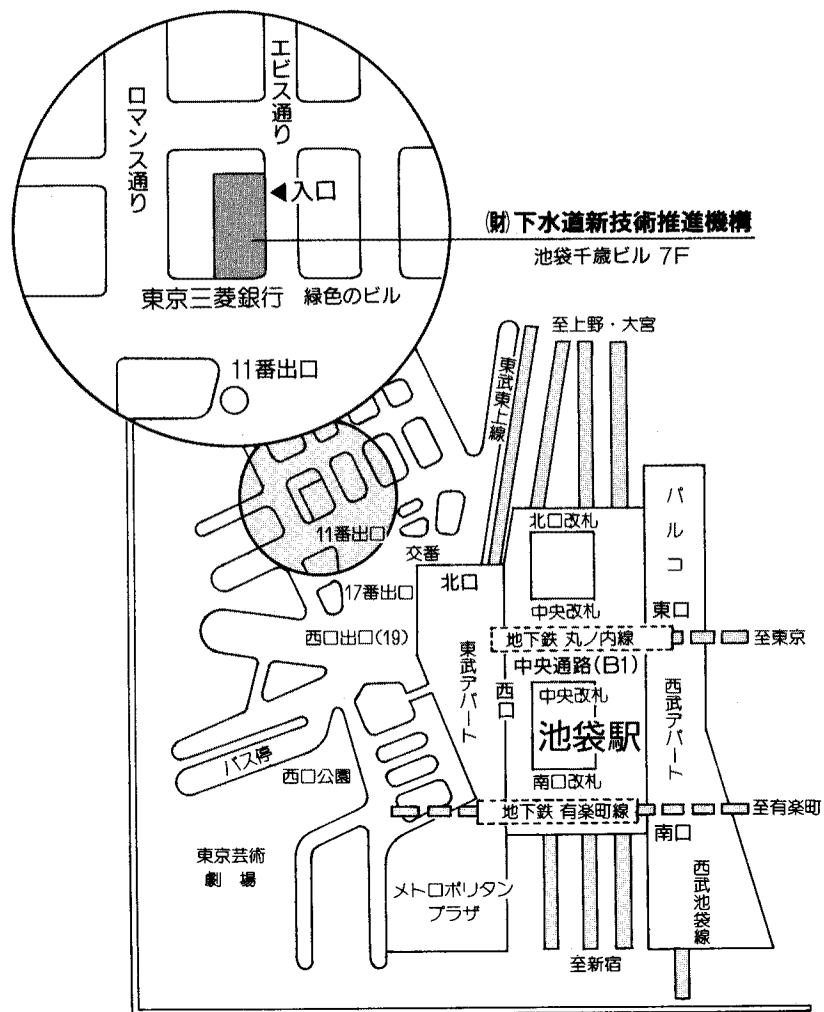 エビス通り
ロマンス通り
◀入口
(財)下水道新技術推進機構
池袋千歳ビル 7F
東京三菱銀行
緑色のビル
11番出口
至上野・大宮
東武東上線
パルコ
北口改札
11番出口
交番
北口
17番出口
中央改札
東口
西口出口(19)
地下鉄 丸ノ内線
至東京
中央通路(B1)
東武デパート
西口
中央改札
西武デパート
池袋駅
バス停
西口公園
南口改札
地下鉄 有楽町線
至有楽町
南口
東京芸術
劇場
メトロポリタン
プラザ
西武池袋線
至新宿